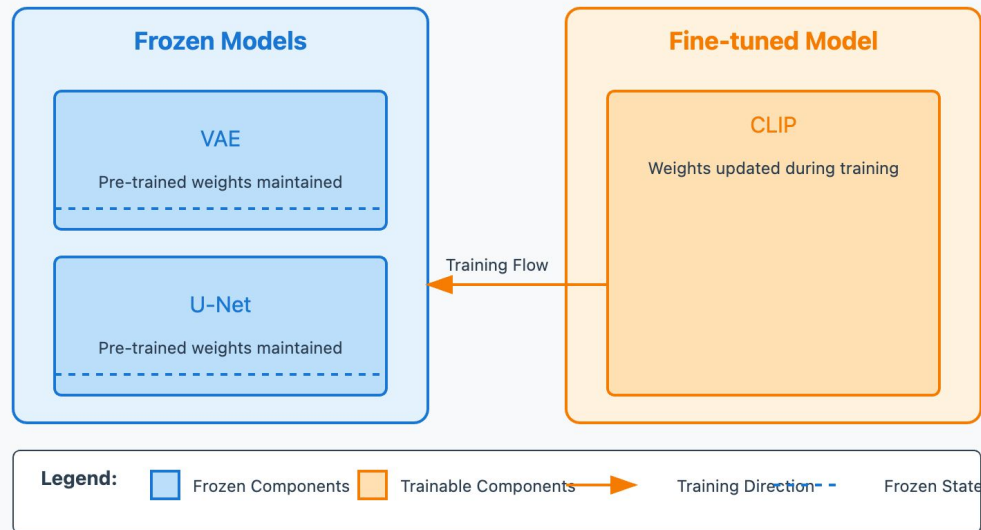 Frozen Models
VAE
Pre-trained weights maintained
U-Net
Pre-trained weights maintained
Training Flow
Fine-tuned Model
CLIP
Weights updated during training
Legend:
Frozen Components
Trainable Components
Training Direction
Frozen State